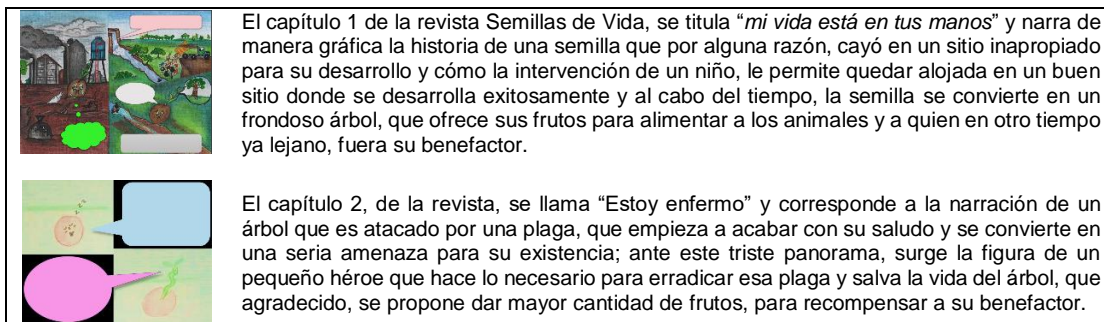 El capítulo 1 de la revista Semillas de Vida, se titula “mi vida está en tus manos” y narra de
manera gráfica la historia de una semilla que por alguna razón, cayó en un sitio inapropiado
para su desarrollo y cómo la intervención de un niño, le permite quedar alojada en un buen
sitio donde se desarrolla exitosamente y al cabo del tiempo, la semilla se convierte en un
frondoso árbol, que ofrece sus frutos para alimentar a los animales y a quien en otro tiempo
ya lejano, fuera su benefactor.
El capítulo 2, de la revista, se llama “Estoy enfermo” y corresponde a la narración de un
árbol que es atacado por una plaga, que empieza a acabar con su saludo y se convierte en
una seria amenaza para su existencia; ante este triste panorama, surge la figura de un
pequeño héroe que hace lo necesario para erradicar esa plaga y salva la vida del árbol, que
agradecido, se propone dar mayor cantidad de frutos, para recompensar a su benefactor.